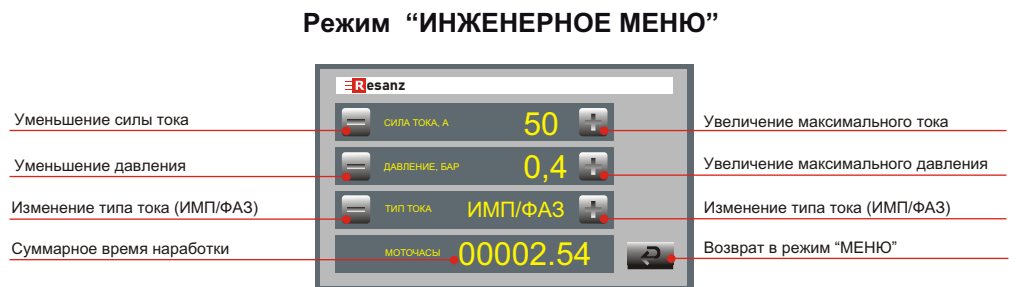 Режим “ИНЖЕНЕРНОЕ МЕНЮ”
Resanz
Уменьшение силы тока
СИЛА ТОКА, А 50
Увеличение максимального тока
Уменьшение давления
ДАВЛЕНИЕ, БАР 0,4
Увеличение максимального давления
Изменение типа тока (ИМП/ФАЗ)
ТИП ТОКА ИМП/ФАЗ
Изменение типа тока (ИМП/ФАЗ)
Суммарное время наработки
МОТОЧАСЫ 00002.54
Возврат в режим “МЕНЮ”